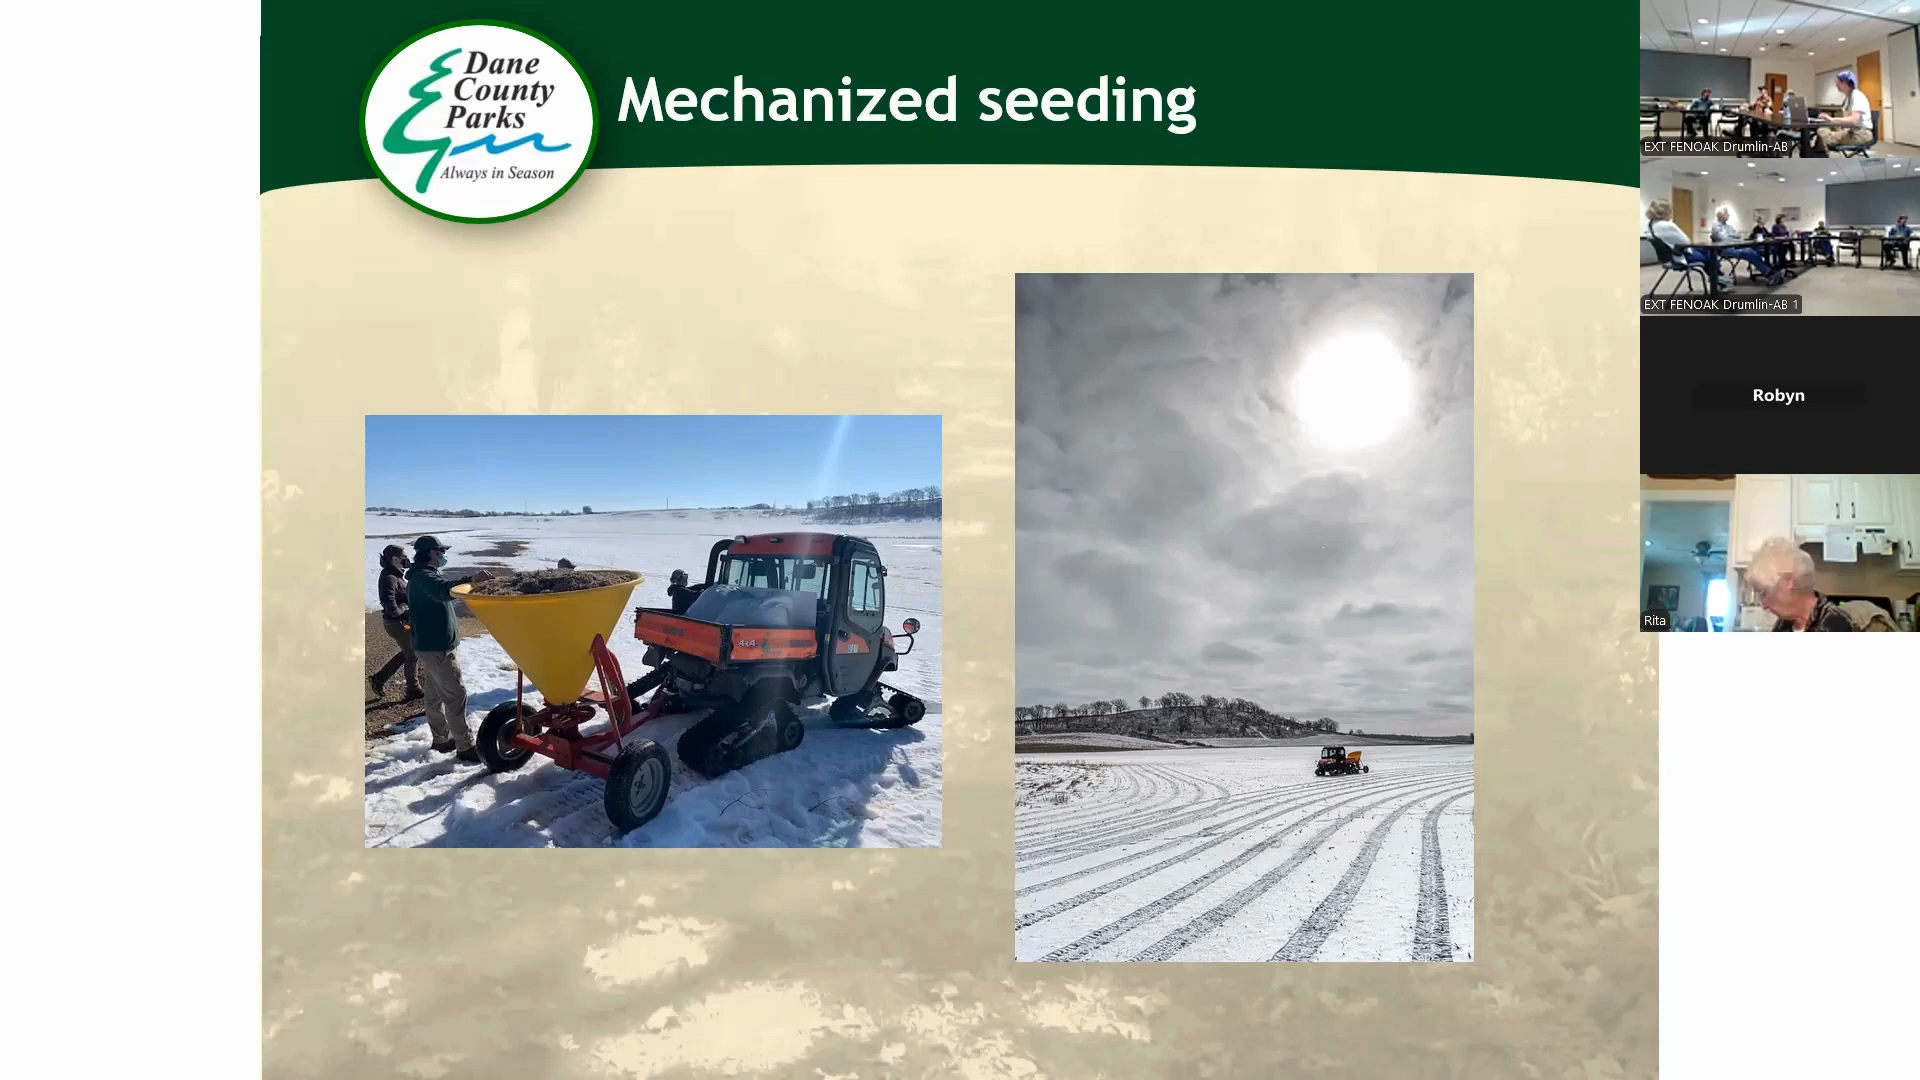 Dane
County
Parks
Always in Season
Mechanized seeding
4x4
EXT FENOAK Drumlin-AB
EXT FENOAK Drumlin-AB 1
Robyn
Rita